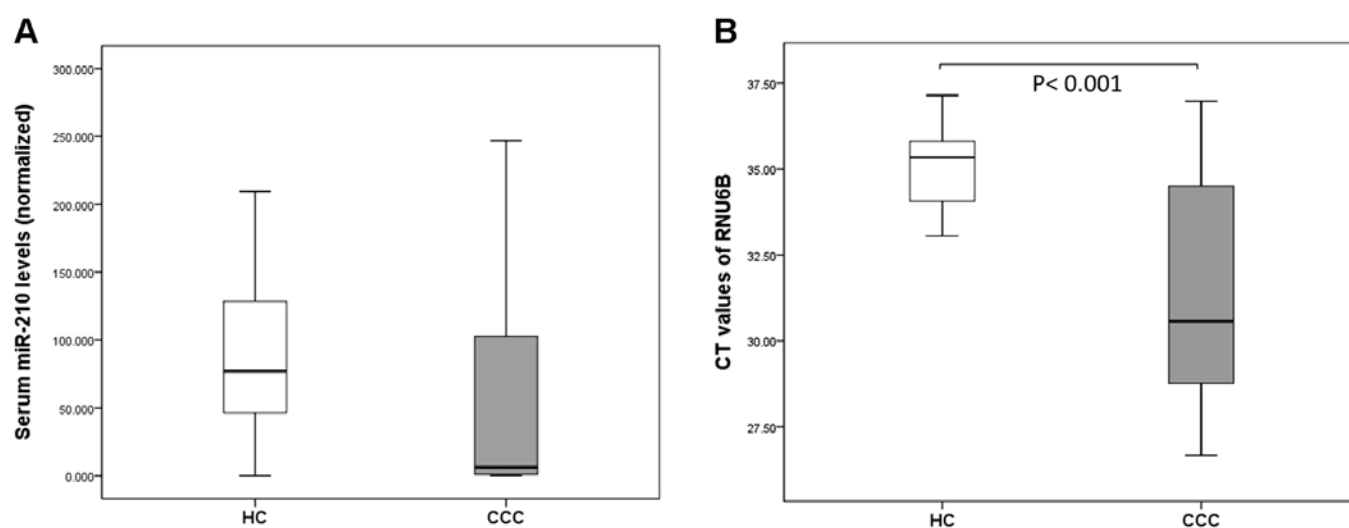 A
Serum miR-210 levels (normalized)
300.000
250.000
200.000
150.000
100.000
50.000
0.000
HC
CCC
B
CT values of RNU6B
37.50
35.00
32.50
30.00
27.50
P< 0.001
HC
CCC